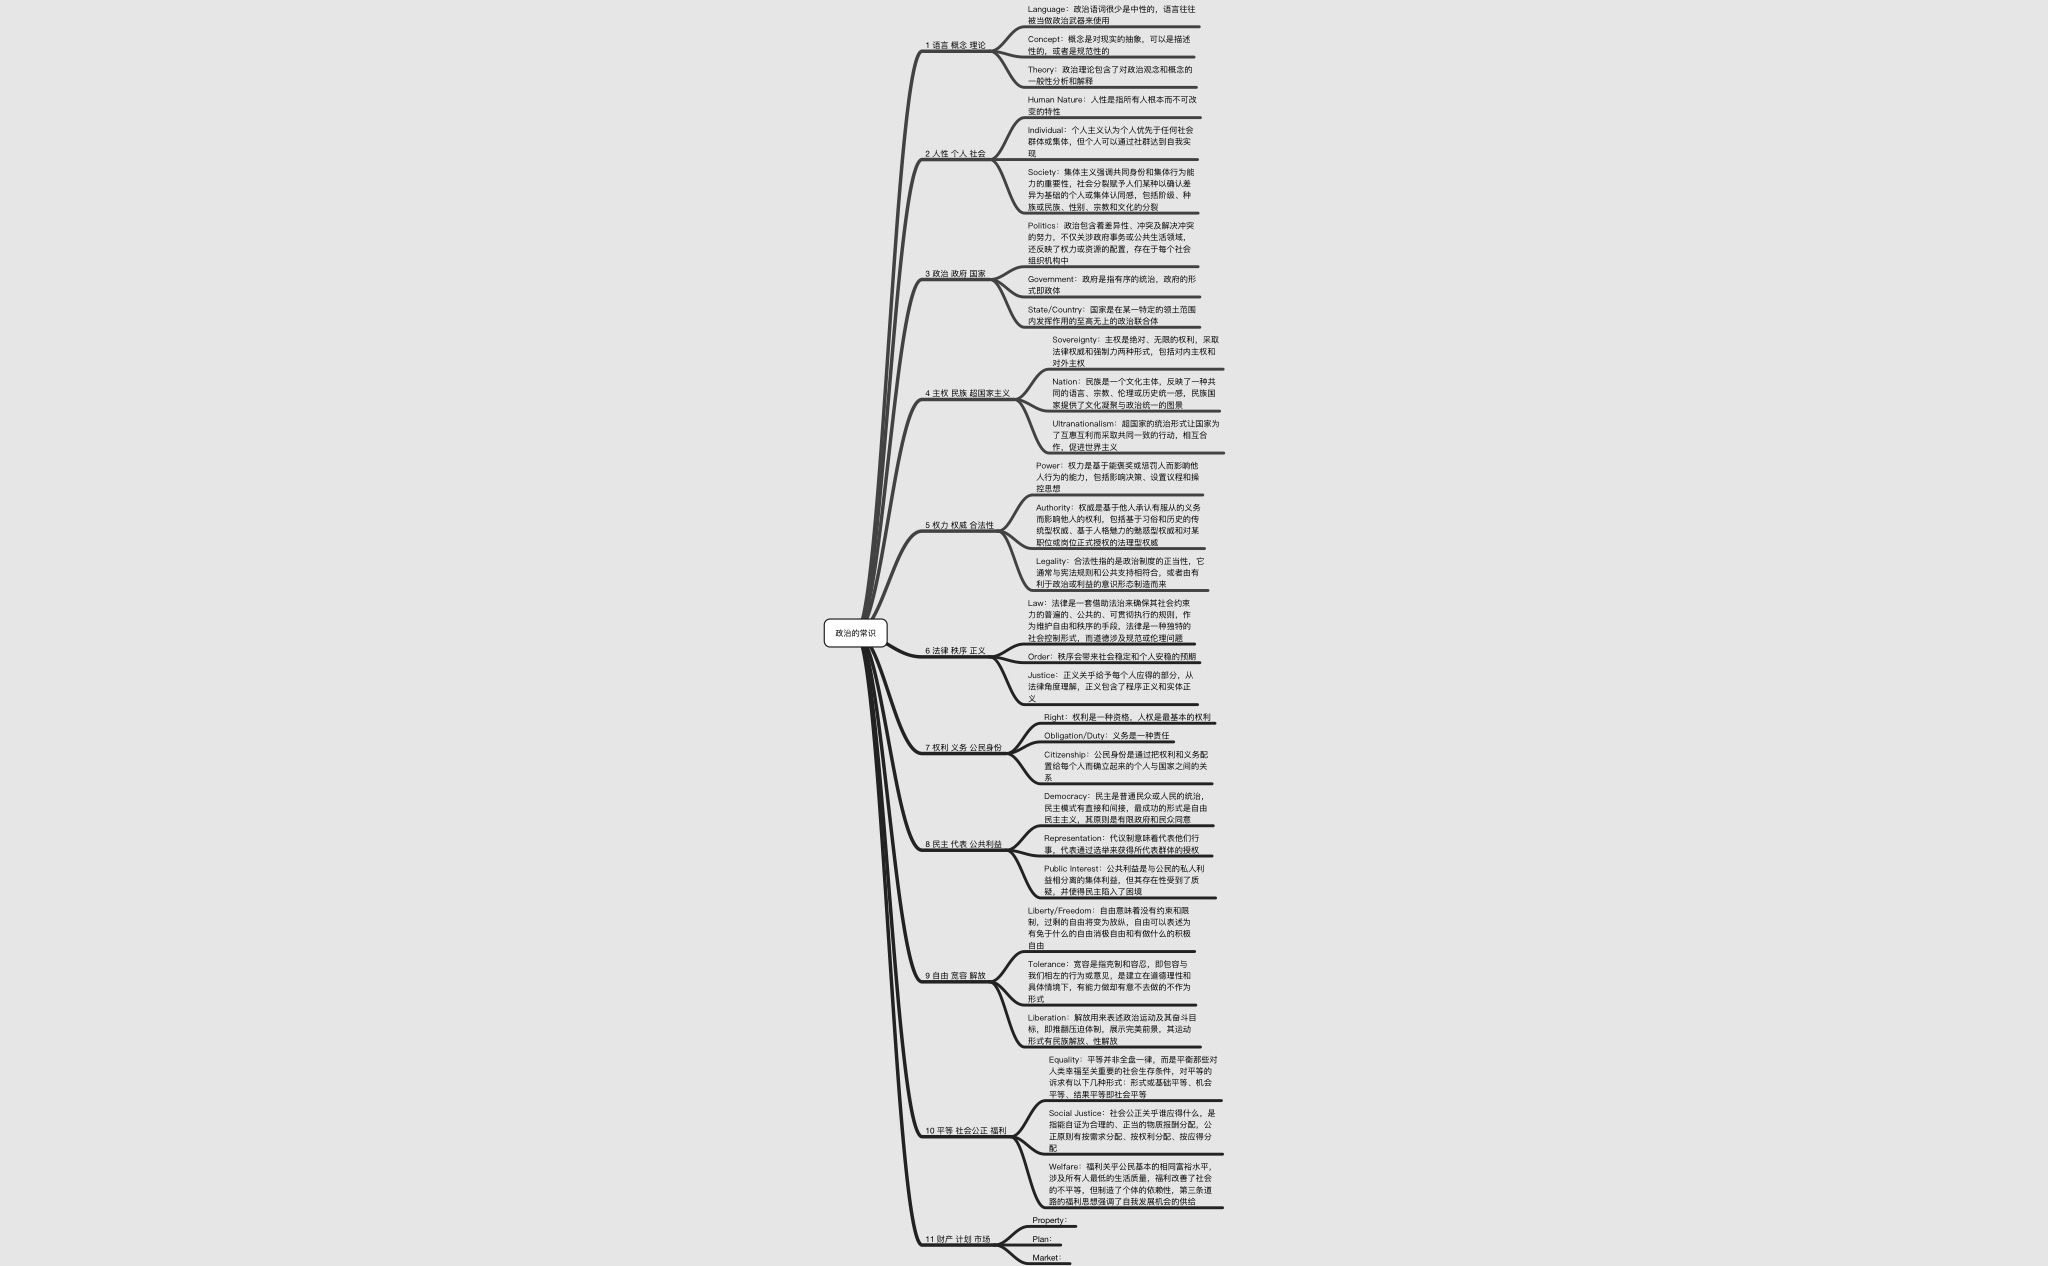 政治的常识
1 语言 概念 理论
Language：政治语词很少是中性的，语言往往
被当做政治武器来使用
Concept：概念是对现实的抽象，可以是描述
性的，或者是规范性的
Theory：政治理论包含了对政治观念和概念的
一般性分析和解释
2 人性 个人 社会
Human Nature：人性是指所有人根本而不可改
变的特性
Individual：个人主义认为个人优先于任何社会
群体或集体，但个人可以通过社群达到自我实
现
Society：集体主义强调共同身份和集体行为能
力的重要性，社会分裂赋予人们某种以确认差
异为基础的个人或集体认同感，包括阶级、种
族或民族、性别、宗教和文化的分裂
3 政治 政府 国家
Politics：政治包含着差异性、冲突及解决冲突
的努力，不仅关涉政府事务或公共生活领域，
还反映了权力或资源的配置，存在于每个社会
组织机构中
Government：政府是指有序的统治，政府的形
式即政体
State/Country：国家是在某一特定的领土范围
内发挥作用的至高无上的政治联合体
4 主权 民族 超国家主义
Sovereignty：主权是绝对、无限的权利，采取
法律权威和强制力两种形式，包括对内主权和
对外主权
Nation：民族是一个文化主体，反映了一种共
同的语言、宗教、伦理或历史统一感，民族国
家提供了文化凝聚与政治统一的图景
Ultranationalism：超国家的统治形式让国家为
了互惠互利而采取共同一致的行动，相互合
作，促进世界主义
5 权力 权威 合法性
Power：权力是基于能褒奖或惩罚人而影响他
人行为的能力，包括影响决策、设置议程和操
控思想
Authority：权威是基于他人承认有服从的义务
而影响他人的权利，包括基于习俗和历史的传
统型权威、基于人格魅力的魅惑型权威和对某
职位或岗位正式授权的法理型权威
Legality：合法性指的是政治制度的正当性，它
通常与宪法规则和公共支持相符合，或者由有
利于政治或利益的意识形态制造而来
6 法律 秩序 正义
Law：法律是一套借助法治来确保其社会约束
力的普遍的、公共的、可贯彻执行的规则，作
为维护自由和秩序的手段，法律是一种独特的
社会控制形式，而道德涉及规范或伦理问题
Order：秩序会带来社会稳定和个人安稳的预期
Justice：正义关乎给予每个人应得的部分，从
法律角度理解，正义包含了程序正义和实体正
义
7 权利 义务 公民身份
Right：权利是一种资格，人权是最基本的权利
Obligation/Duty：义务是一种责任
Citizenship：公民身份是通过把权利和义务配
置给每个人而确立起来的个人与国家之间的关
系
8 民主 代表 公共利益
Democracy：民主是普通民众或人民的统治，
民主模式有直接和间接，最成功的形式是自由
民主主义，其原则是有限政府和民众同意
Representation：代议制意味着代表他们行
事，代表通过选举来获得所代表群体的授权
Public Interest：公共利益是与公民的私人利
益相分离的集体利益，但其存在性受到了质
疑，并使得民主陷入了困境
9 自由 宽容 解放
Liberty/Freedom：自由意味着没有约束和限
制，过剩的自由将变为放纵，自由可以表述为
有免于什么的自由消极自由和有做什么的积极
自由
Tolerance：宽容是指克制和容忍，即包容与
我们相左的行为或意见，是建立在道德理性和
具体情境下，有能力做却有意不去做的不作为
形式
Liberation：解放用来表述政治运动及其奋斗目
标，即推翻压迫体制，展示完美前景，其运动
形式有民族解放、性解放
10 平等 社会公正 福利
Equality：平等并非全盘一律，而是平衡那些对
人类幸福至关重要的社会生存条件，对平等的
诉求有以下几种形式：形式或基础平等、机会
平等、结果平等即社会平等
Social Justice：社会公正关乎谁应得什么，是
指能自证为合理的、正当的物质报酬分配，公
正原则有按需求分配、按权利分配、按应得分
配
Welfare：福利关乎公民基本的相同富裕水平，
涉及所有人最低的生活质量，福利改善了社会
的不平等，但制造了个体的依赖性，第三条道
路的福利思想强调了自我发展机会的供给
11 财产 计划 市场
Property：
Plan：
Market：